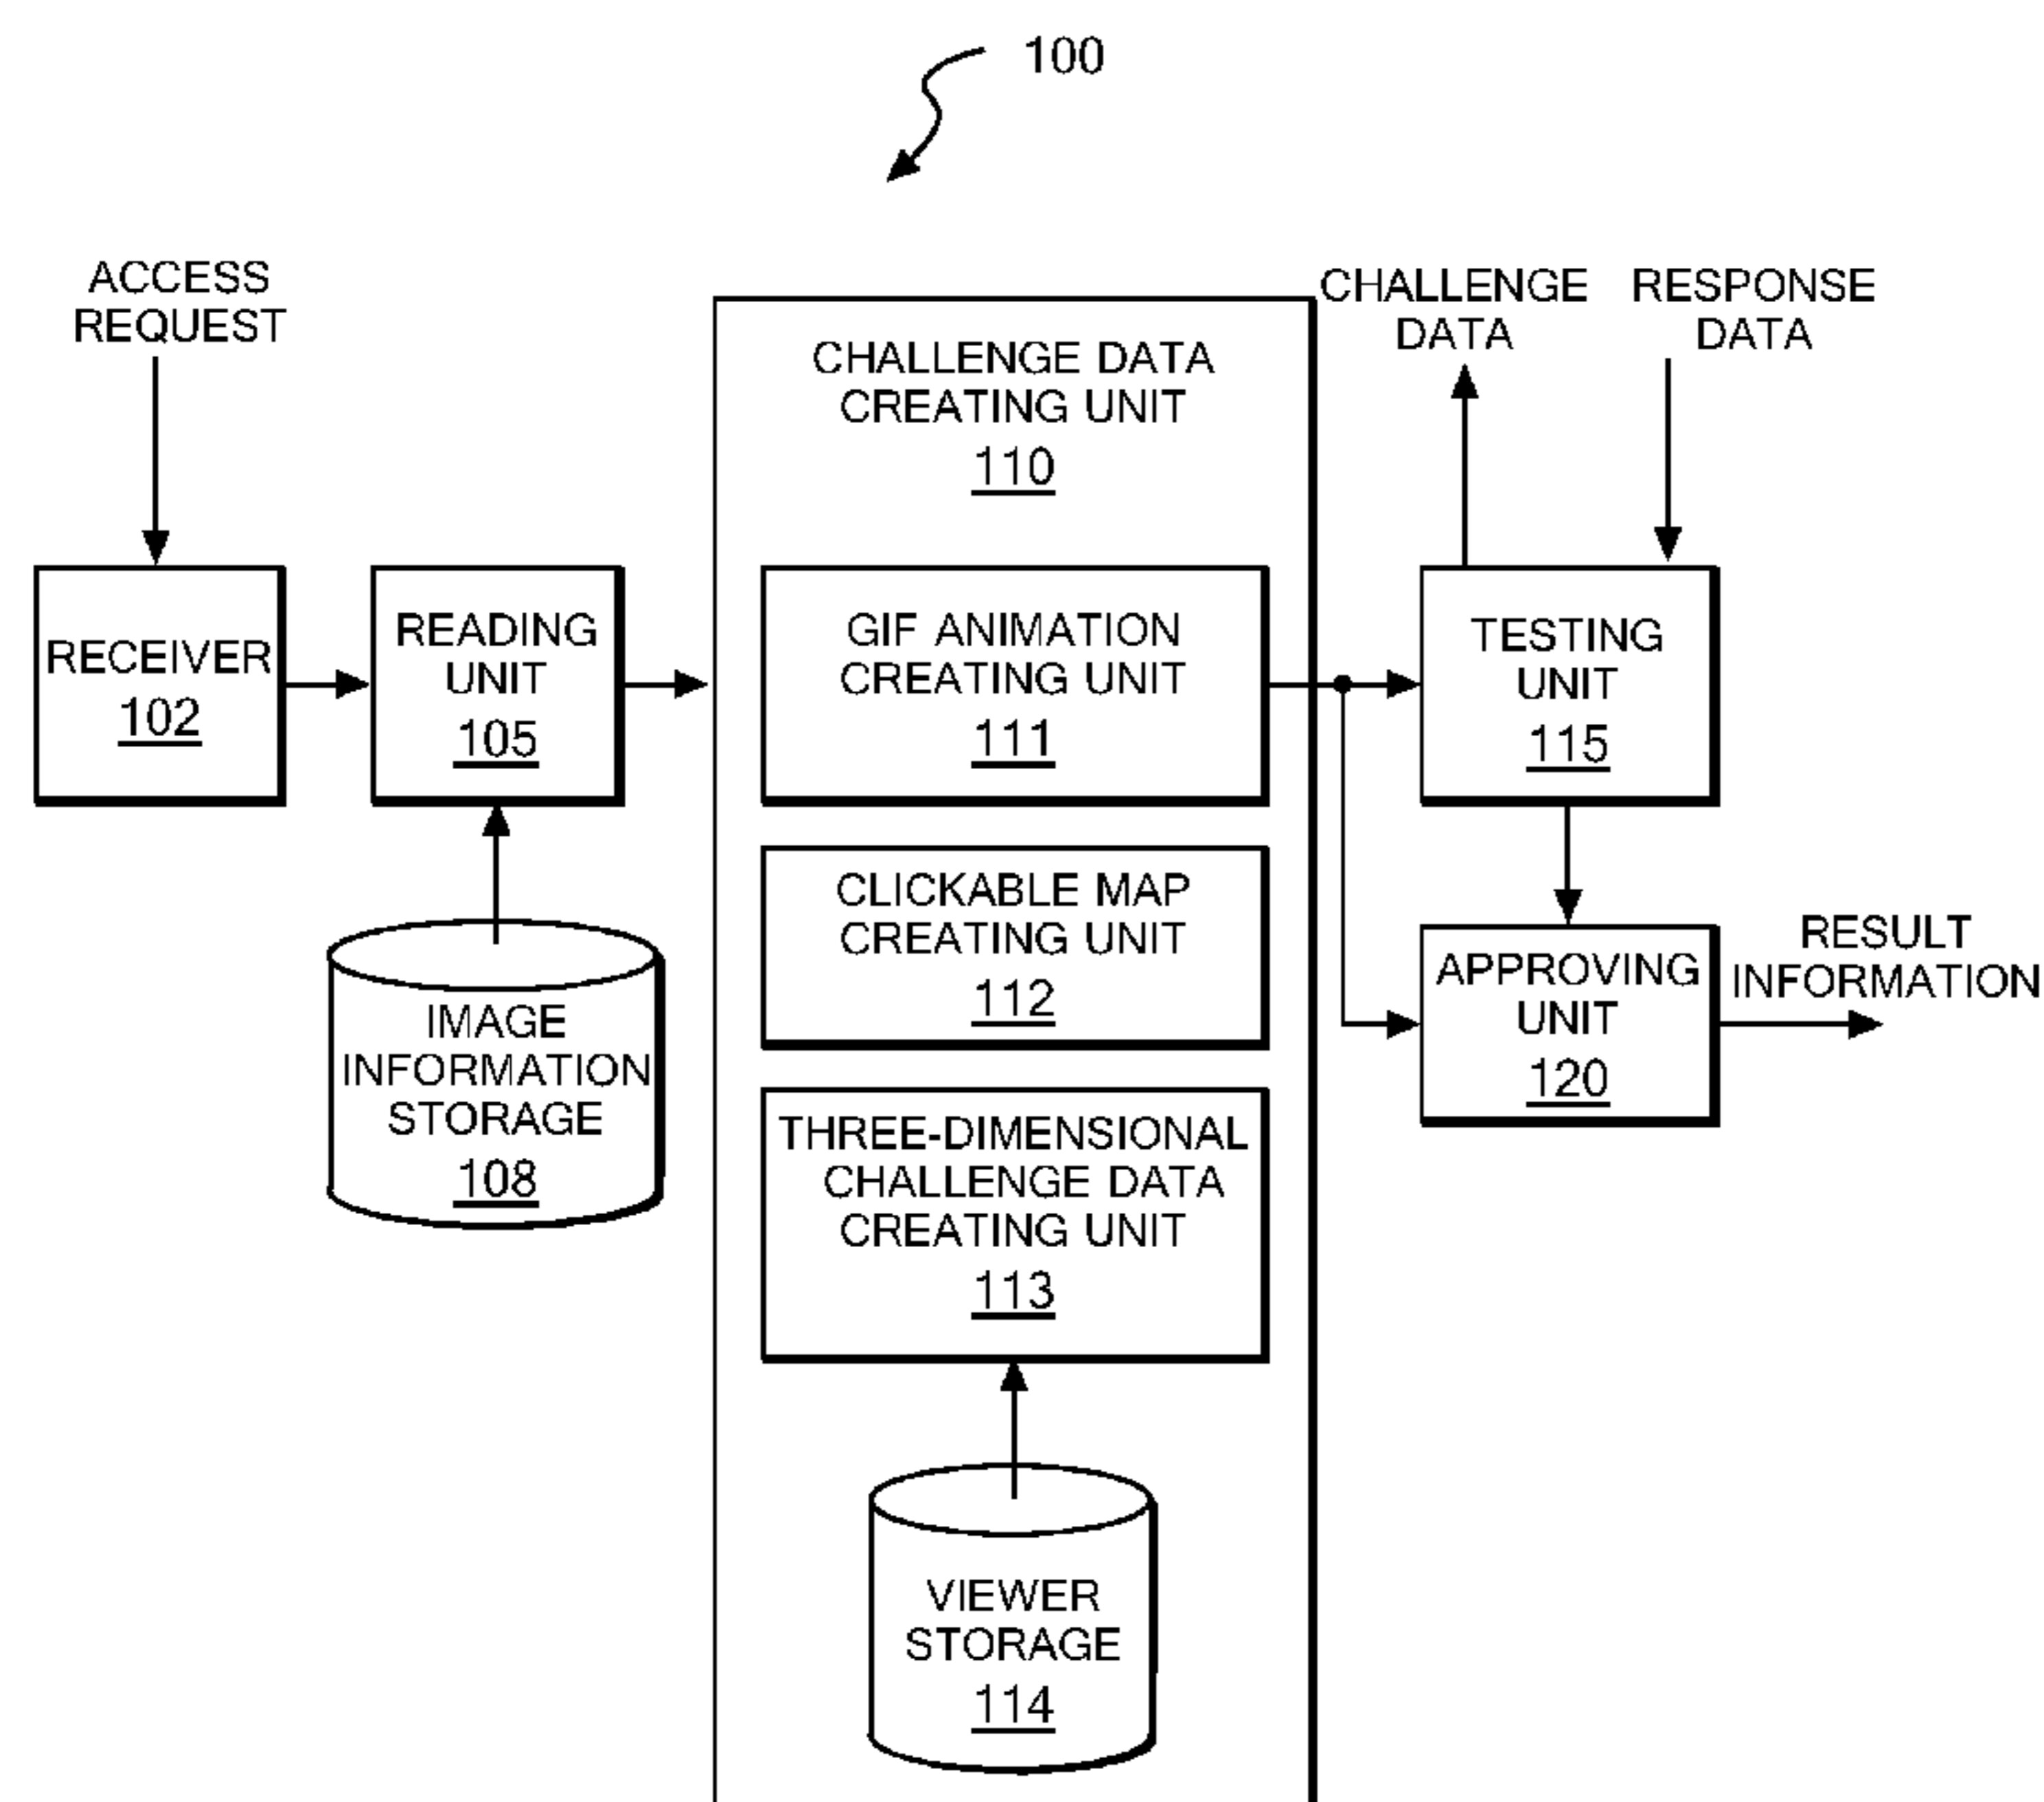 100
ACCESS
REQUEST
RECEIVER
102
READING
UNIT
105
IMAGE
INFORMATION
STORAGE
108
CHALLENGE DATA
CREATING UNIT
110
GIF ANIMATION
CREATING UNIT
111
CLICKABLE MAP
CREATING UNIT
112
THREE-DIMENSIONAL
CHALLENGE DATA
CREATING UNIT
113
VIEWER
STORAGE
114
CHALLENGE
DATA
RESPONSE
DATA
TESTING
UNIT
115
APPROVING
UNIT
120
RESULT
INFORMATION